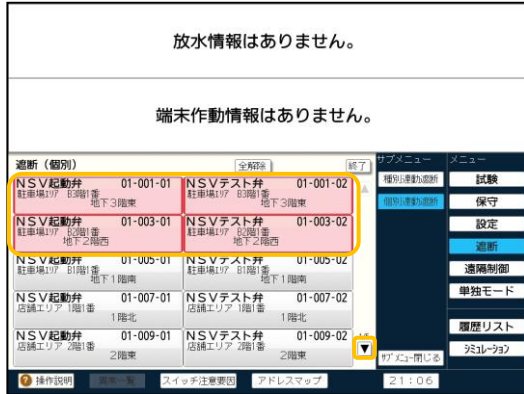 放水情報はありません。
端末作動情報はありません。
遮断（個別）
全解除
終了
サブメニュー
メニュー
NSV起動弁 01-001-01
駐車場ｴﾘｱ B3階1番
地下3階東
NSVテスト弁 01-001-02
駐車場ｴﾘｱ B3階1番
地下3階東
NSV起動弁 01-003-01
駐車場ｴﾘｱ B2階1番
地下2階西
NSVテスト弁 01-003-02
駐車場ｴﾘｱ B2階1番
地下2階西
NSV起動弁 01-005-01
駐車場ｴﾘｱ B1階1番
地下1階南
NSVテスト弁 01-005-02
駐車場ｴﾘｱ B1階1番
地下1階南
NSV起動弁 01-007-01
店舗エリア 1階1番
1階北
NSVテスト弁 01-007-02
店舗エリア 1階1番
1階北
NSV起動弁 01-009-01
店舗エリア 2階1番
2階東
NSVテスト弁 01-009-02
店舗エリア 2階1番
2階東
▲
▼
種別5連動遮断
個別5連動遮断
ｻﾌﾞﾒﾆｭｰ閉じる
試験
保守
設定
遮断
遠隔制御
単独モード
履歴リスト
ｼﾐｭﾚｰｼｮﾝ
? 操作説明
スイッチ注意要因
アドレスマップ
21:06